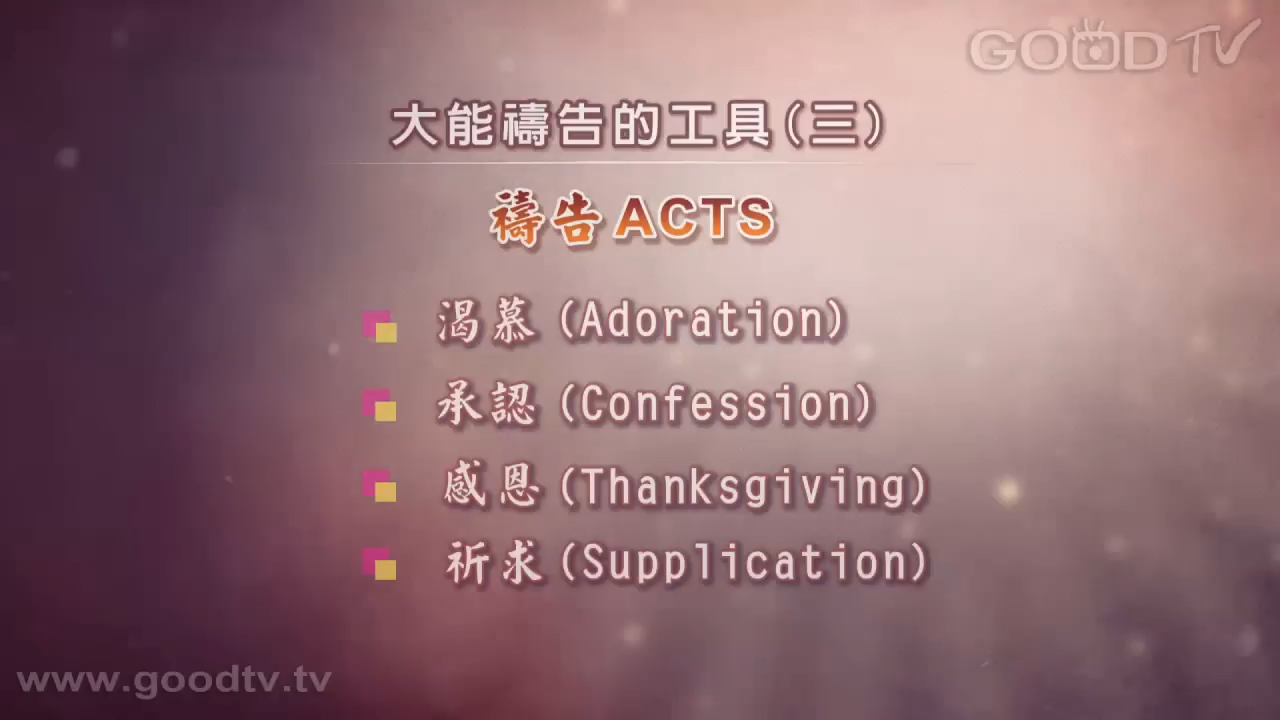 GOOD TV
大能禱告的工具(三)
禱告ACTS
渴慕(Adoration)
承認(Confession)
感恩(Thanksgiving)
祈求(Supplication)
www.goodtv.tv